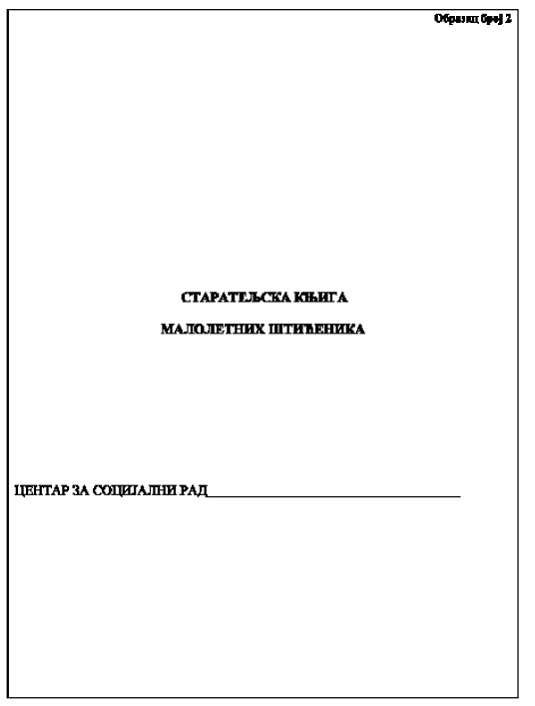 Образац број 2
СТАРАТЕЉСКА КЊИГА
МАЛОЛЕТНИХ ШТИЋЕНИКА
ЦЕНТАР ЗА СОЦИЈАЛНИ РАД